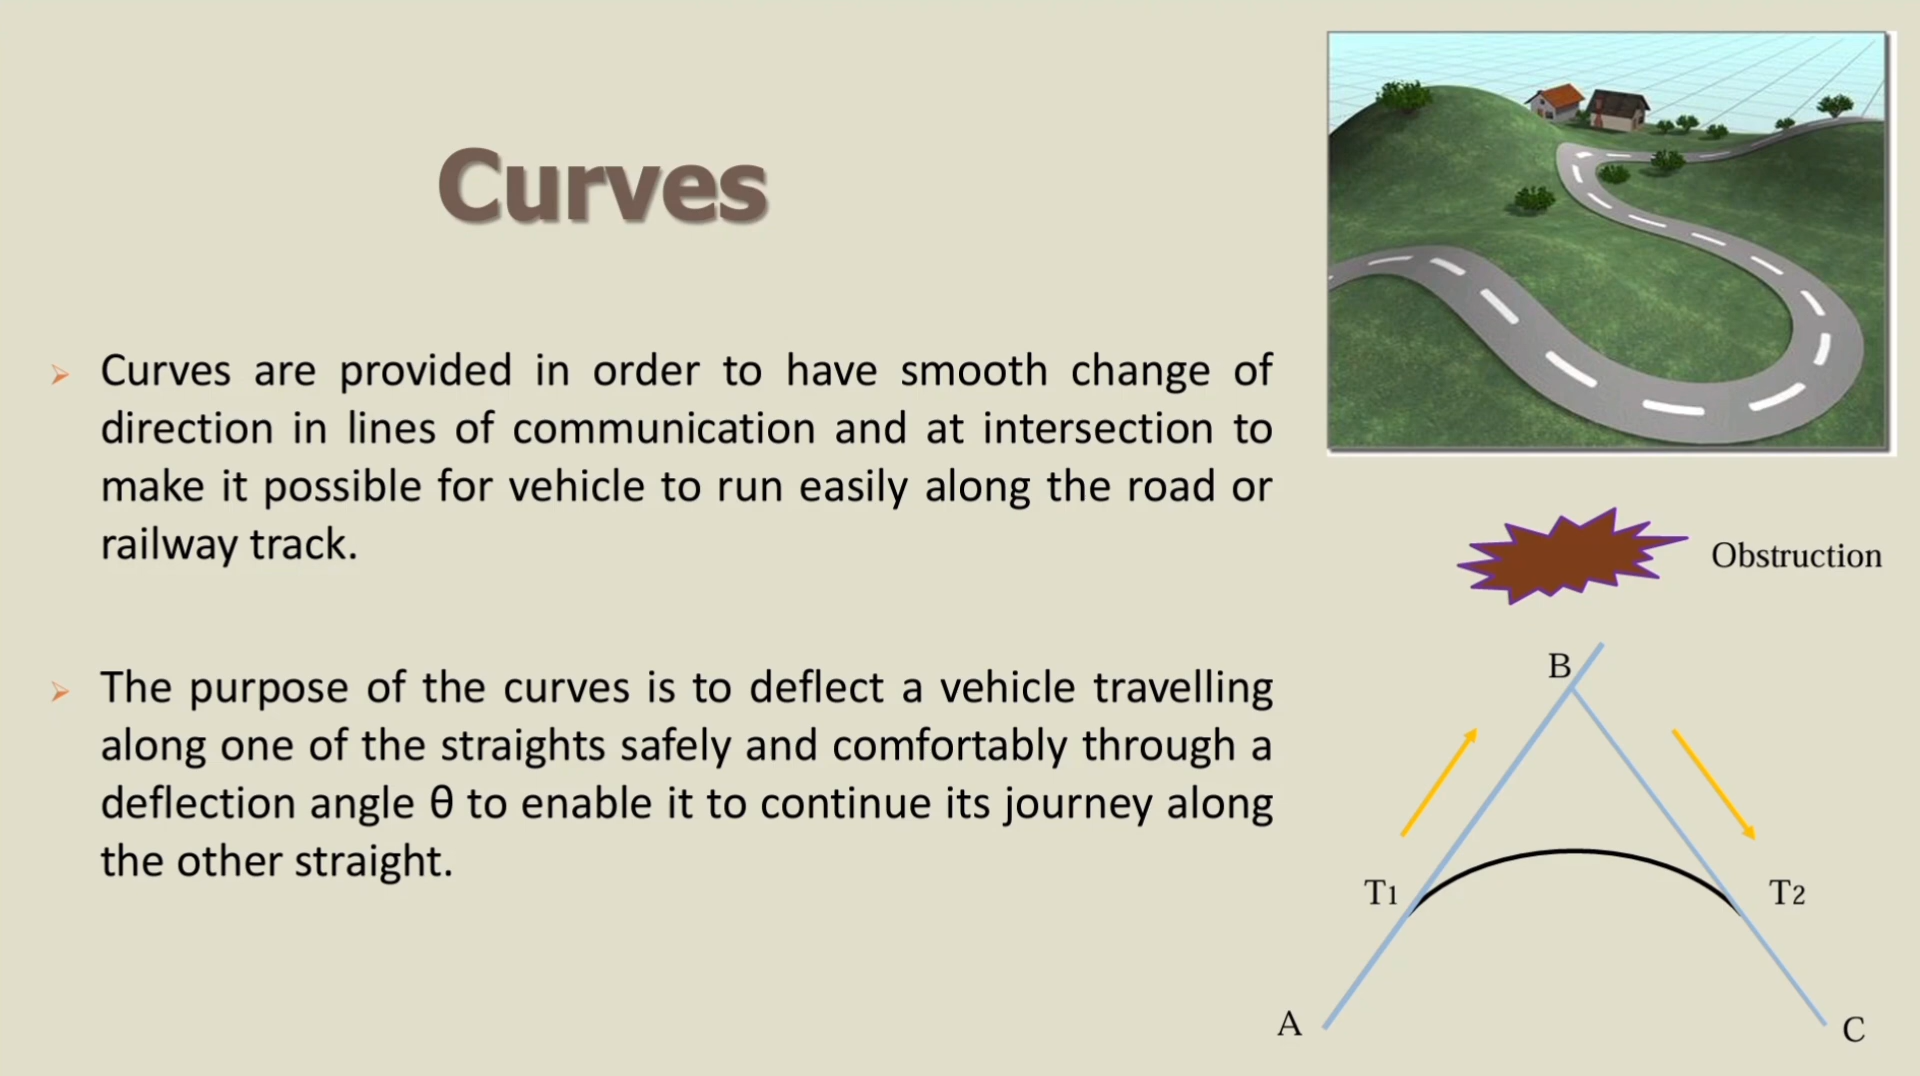 Curves
Curves are provided in order to have smooth change of
direction in lines of communication and at intersection to
make it possible for vehicle to run easily along the road or
railway track.
The purpose of the curves is to deflect a vehicle travelling
along one of the straights safely and comfortably through a
deflection angle θ to enable it to continue its journey along
the other straight.
Obstruction
B
T1
T2
A
C